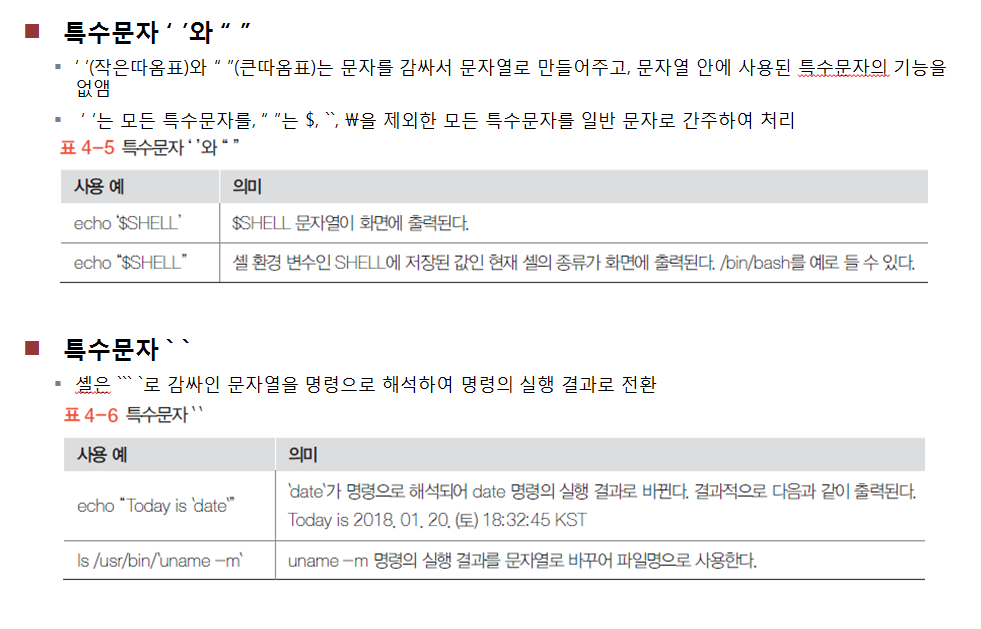 특수문자 ‘ ’와 “ ”
‘ ‘(작은따옴표)와 “ “(큰따옴표)는 문자를 감싸서 문자열로 만들어주고, 문자열 안에 사용된 특수문자의 기능을
없앰
‘ ‘는 모든 특수문자를, “ ”는 $, ``, ₩을 제외한 모든 특수문자를 일반 문자로 간주하여 처리
표 4-5 특수문자 ‘ ’와 “ ”
사용 예 의미
echo ‘$SHELL’ $SHELL 문자열이 화면에 출력된다.
echo “$SHELL” 셸 환경 변수인 SHELL에 저장된 값인 현재 셸의 종류가 화면에 출력된다. /bin/bash를 예로 들 수 있다.
특수문자 ` `
셸은 ``` `로 감싸인 문자열을 명령으로 해석하여 명령의 실행 결과로 전환
표 4-6 특수문자 ` `
사용 예 의미
echo “Today is `date`” `date`가 명령으로 해석되어 date 명령의 실행 결과로 바뀐다. 결과적으로 다음과 같이 출력된다.
Today is 2018. 01. 20. (토) 18:32:45 KST
ls /usr/bin/`uname –m` uname –m 명령의 실행 결과를 문자열로 바꾸어 파일명으로 사용한다.